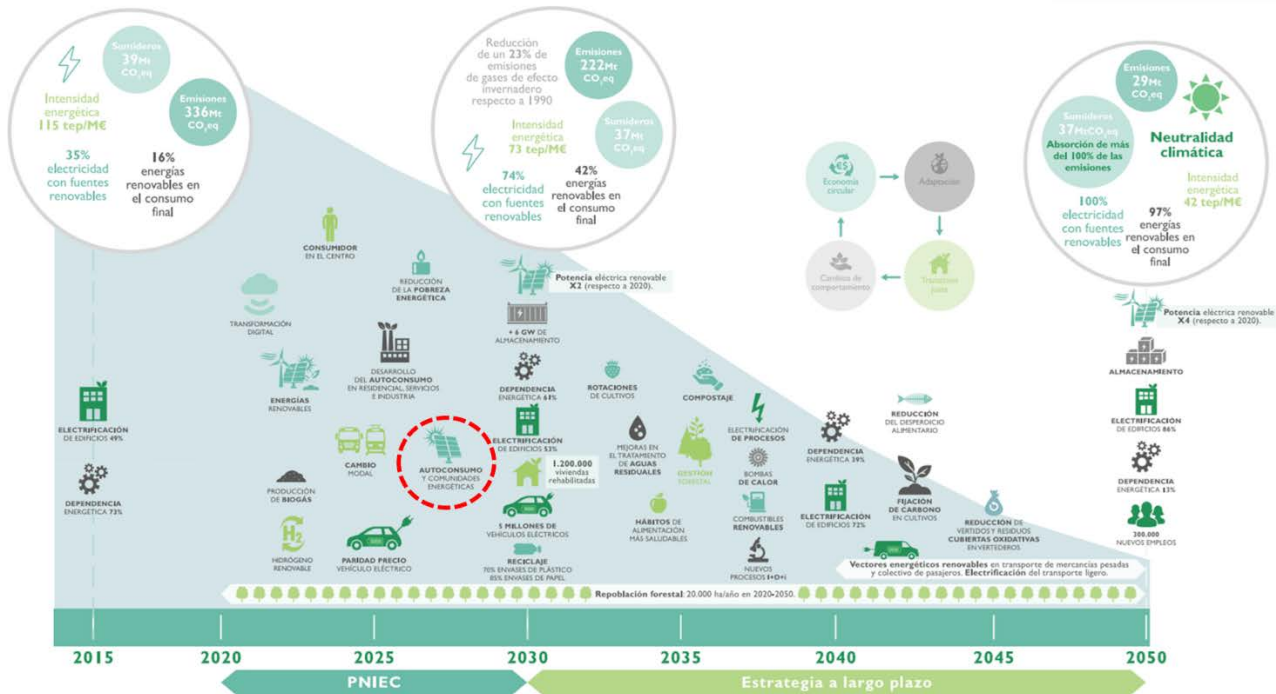 Sumideros
39Mt
CO₂eq
Intensidad
energética
115 tep/M€
Emisiones
336Mt
CO₂eq
35%
electricidad
con fuentes
renovables
16%
energías
renovables en
el consumo
final
Reducción
de un 23% de
emisiones
de gases de efecto
invernadero
respecto a 1990
Emisiones
222Mt
CO₂eq
Sumideros
37Mt
CO₂eq
Intensidad
energética
73 tep/M€
74%
electricidad
con fuentes
renovables
42%
energías
renovables en
el consumo
final
Emisiones
29Mt
CO₂eq
Sumideros
37MtCO₂eq
Absorción de más
del 100% de las
emisiones
Neutralidad
climática
Intensidad
energética
42 tep/M€
100%
electricidad
con fuentes
renovables
97%
energías
renovables en
el consumo
final
€$
Economía
circular
Adaptación
Cambios de
comportamiento
Transición
justa
CONSUMIDOR
EN EL CENTRO
REDUCCIÓN
DE LA POBREZA
ENERGÉTICA
Potencia eléctrica renovable
X2 (respecto a 2020).
TRANSFORMACIÓN
DIGITAL
+ 6 GW DE
ALMACENAMIENTO
DESARROLLO
DEL AUTOCONSUMO
EN RESIDENCIAL, SERVICIOS
E INDUSTRIA
ENERGÍAS
RENOVABLES
DEPENDENCIA
ENERGÉTICA 61%
ROTACIONES
DE CULTIVOS
COMPOSTAJE
ELECTRIFICACIÓN
DE EDIFICIOS 49%
DEPENDENCIA
ENERGÉTICA 73%
CAMBIO
MODAL
AUTOCONSUMO
Y COMUNIDADES
ENERGÉTICAS
ELECTRIFICACIÓN
DE EDIFICIOS 53%
1.200.000
viviendas
rehabilitadas
MEJORAS EN
EL TRATAMIENTO
DE AGUAS
RESIDUALES
GESTIÓN
FORESTAL
ELECTRIFICACIÓN
DE PROCESOS
BOMBAS
DE CALOR
DEPENDENCIA
ENERGÉTICA 39%
REDUCCIÓN
DEL DESPERDICIO
ALIMENTARIO
PRODUCCIÓN
DE BIOGÁS
H2
HIDRÓGENO
RENOVABLE
PARIDAD PRECIO
VEHÍCULO ELÉCTRICO
5 MILLONES DE
VEHÍCULOS ELÉCTRICOS
RECICLAJE
70% ENVASES DE PLÁSTICO
85% ENVASES DE PAPEL
HÁBITOS DE
ALIMENTACIÓN
MÁS SALUDABLES
COMBUSTIBLES
RENOVABLES
NUEVOS
PROCESOS I+D+i
ELECTRIFICACIÓN
DE EDIFICIOS 72%
FIJACIÓN
DE CARBONO
EN CULTIVOS
REDUCCIÓN DE
VERTIDOS Y RESIDUOS
CUBIERTAS OXIDATIVAS
EN VERTEDEROS
Potencia eléctrica renovable
X4 (respecto a 2020).
ALMACENAMIENTO
ELECTRIFICACIÓN
DE EDIFICIOS 86%
DEPENDENCIA
ENERGÉTICA 13%
300.000
NUEVOS EMPLEOS
Vectores energéticos renovables en transporte de mercancías pesadas
y colectivo de pasajeros. Electrificación del transporte ligero.
Repoblación forestal: 20.000 ha/año en 2020-2050.
2015
2020
2025
2030
2035
2040
2045
2050
PNIEC
Estrategia a largo plazo